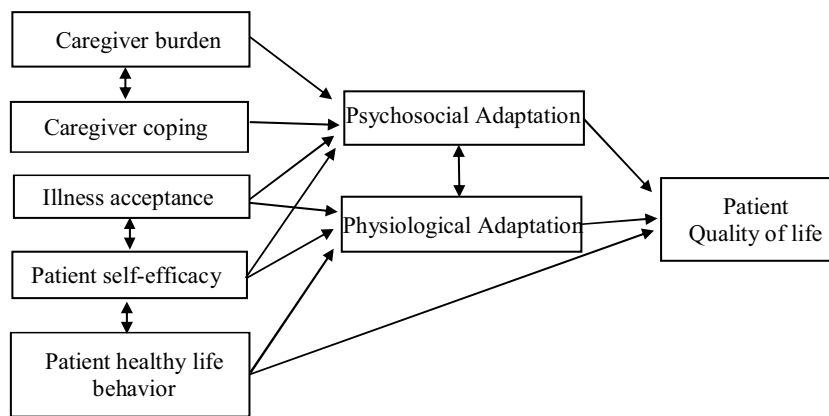 Caregiver burden
Caregiver coping
Illness acceptance
Patient self-efficacy
Patient healthy life
behavior
Psychosocial Adaptation
Physiological Adaptation
Patient
Quality of life